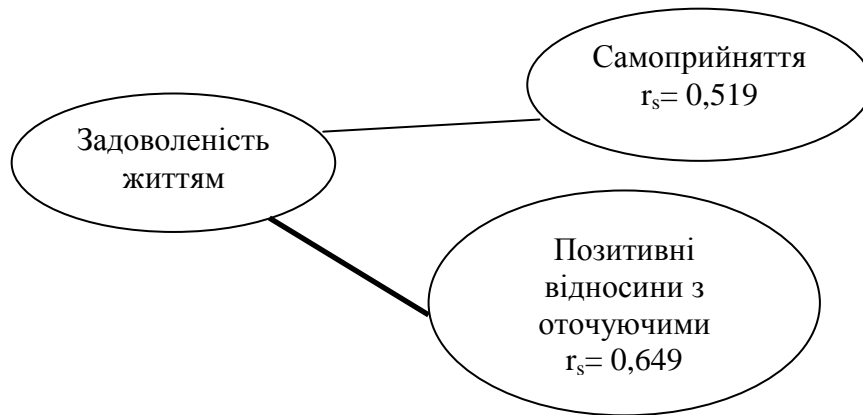 Самоприйняття
rs= 0,519
Задоволеність
життям
Позитивні
відносини з
оточуючими
rs= 0,649